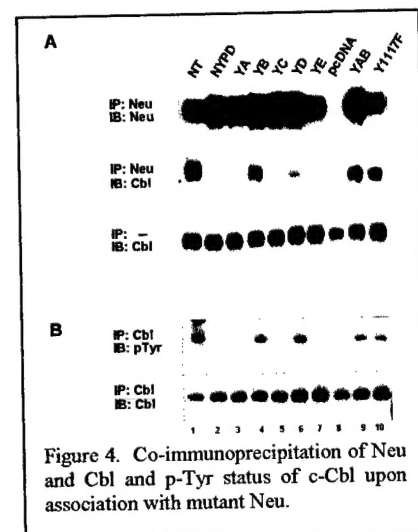 A
NT NYPD YA YB YC YD YE pcDNA YAB Y1117F
IP: Neu
IB: Neu
IP: Neu
IB: Cbl
IP: –
IB: Cbl
B
IP: Cbl
IB: pTyr
IP: Cbl
IB: Cbl
1 2 3 4 5 6 7 8 9 10
Figure 4. Co-immunoprecipitation of Neu
and Cbl and p-Tyr status of c-Cbl upon
association with mutant Neu.